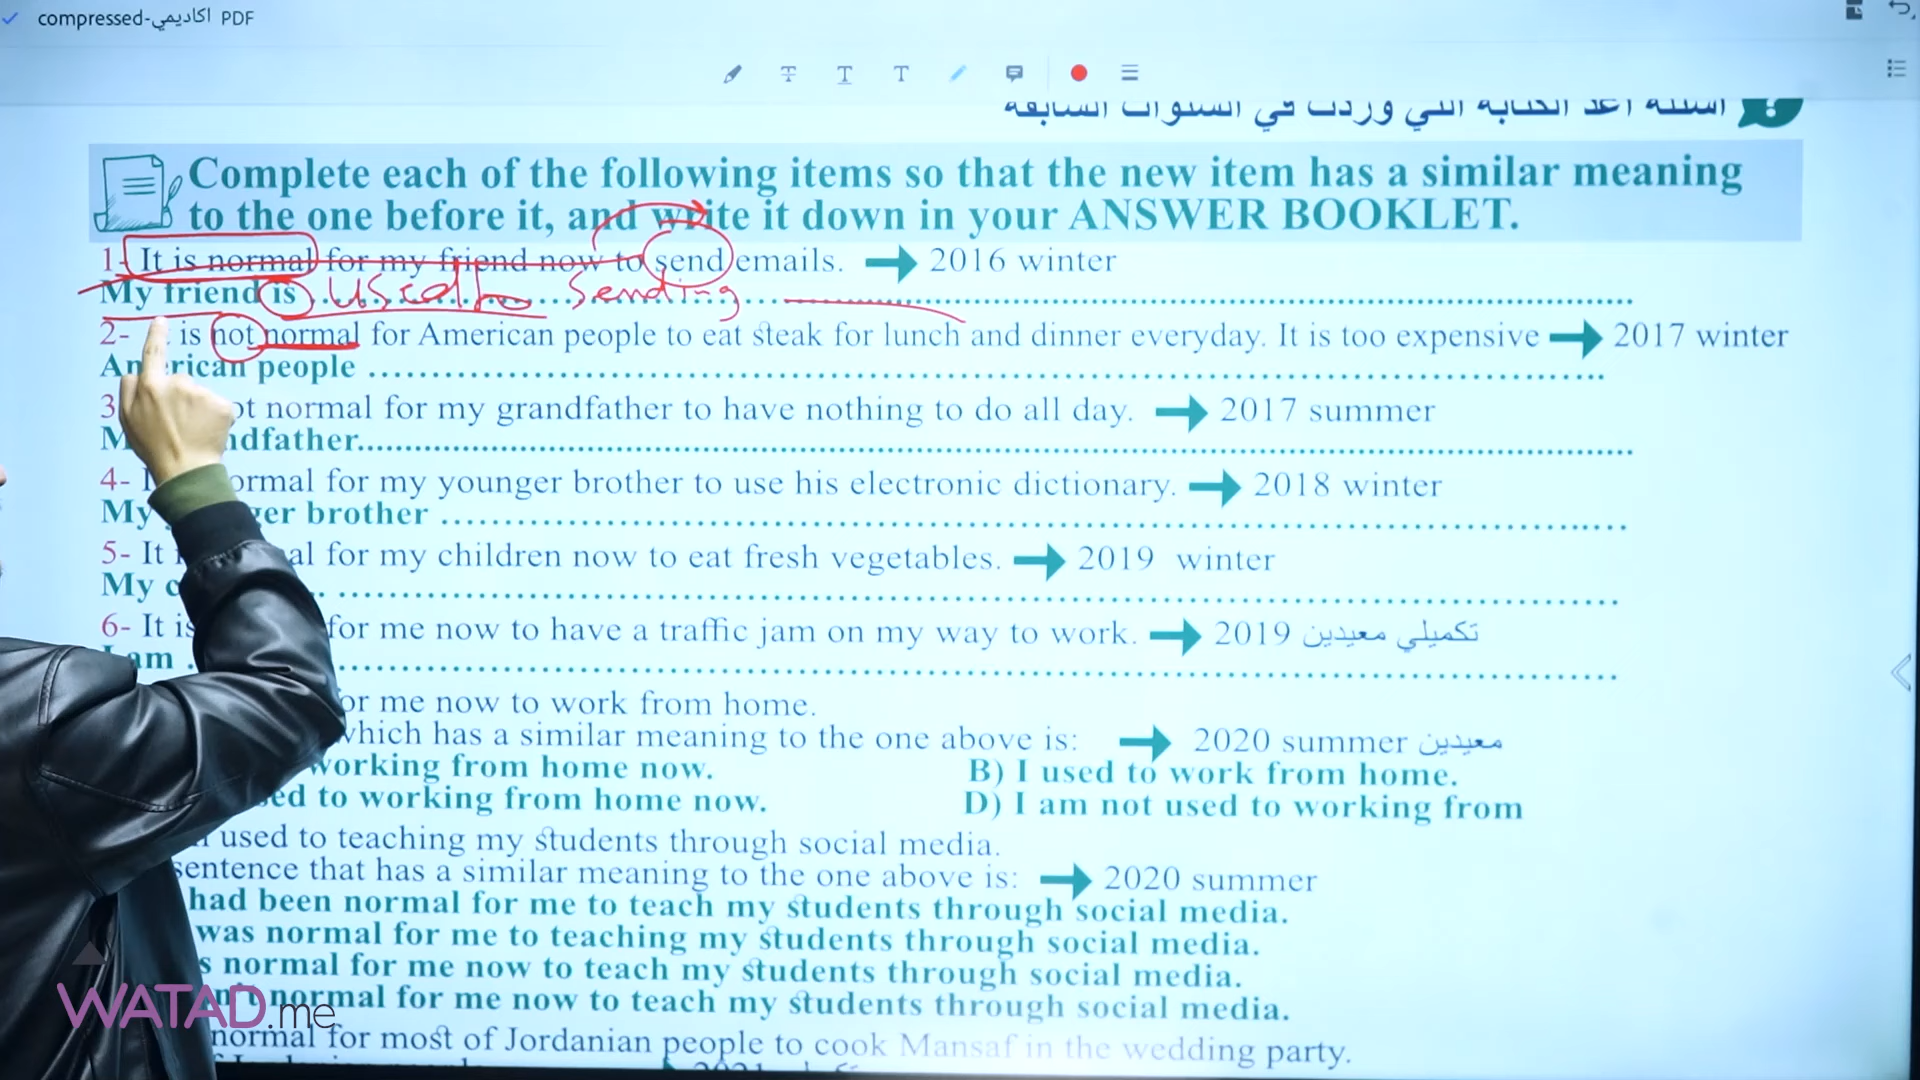 compressed-اكاديمي PDF
اسئلة اعد الكتابة التي وردت في السنوات السابقة
Complete each of the following items so that the new item has a similar meaning
to the one before it, and write it down in your ANSWER BOOKLET.
1- It is normal for my friend now to send emails. 2016 winter
My friend is used to sending
2- is not normal for American people to eat steak for lunch and dinner everyday. It is too expensive 2017 winter
American people
3 normal for my grandfather to have nothing to do all day. 2017 summer
4- for my younger brother to use his electronic dictionary. 2018 winter
My brother
5- It for my children now to eat fresh vegetables. 2019 winter
My
6- It is for me now to have a traffic jam on my way to work. 2019 تكميلي معيدين
am
for me now to work from home.
which has a similar meaning to the one above is: 2020 summer معيدين
working from home now. B) I used to work from home.
to working from home now. D) I am not used to working from
used to teaching my students through social media.
sentence that has a similar meaning to the one above is: 2020 summer
had been normal for me to teach my students through social media.
was normal for me to teaching my students through social media.
normal for me now to teach my students through social media.
normal for me now to teach my students through social media.
WATAD.me
normal for most of Jordanian people to cook Mansaf in the wedding party.